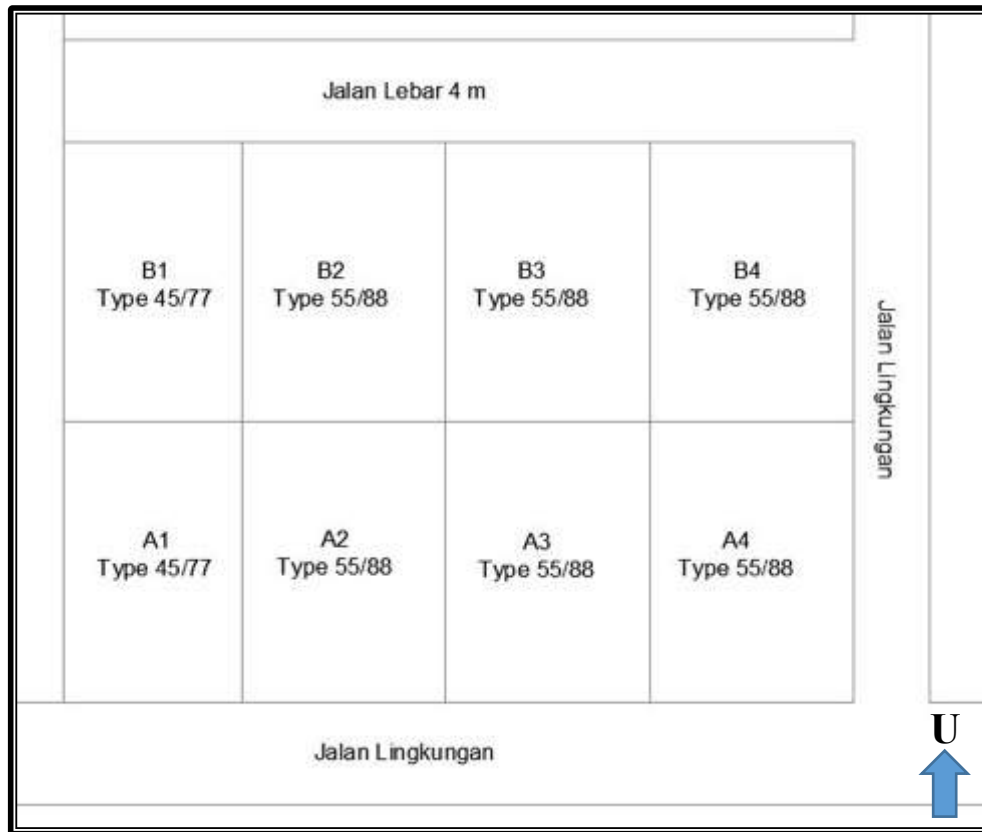 Jalan Lebar 4 m
B1
Type 45/77
B2
Type 55/88
B3
Type 55/88
B4
Type 55/88
Jalan Lingkungan
A1
Type 45/77
A2
Type 55/88
A3
Type 55/88
A4
Type 55/88
Jalan Lingkungan
U